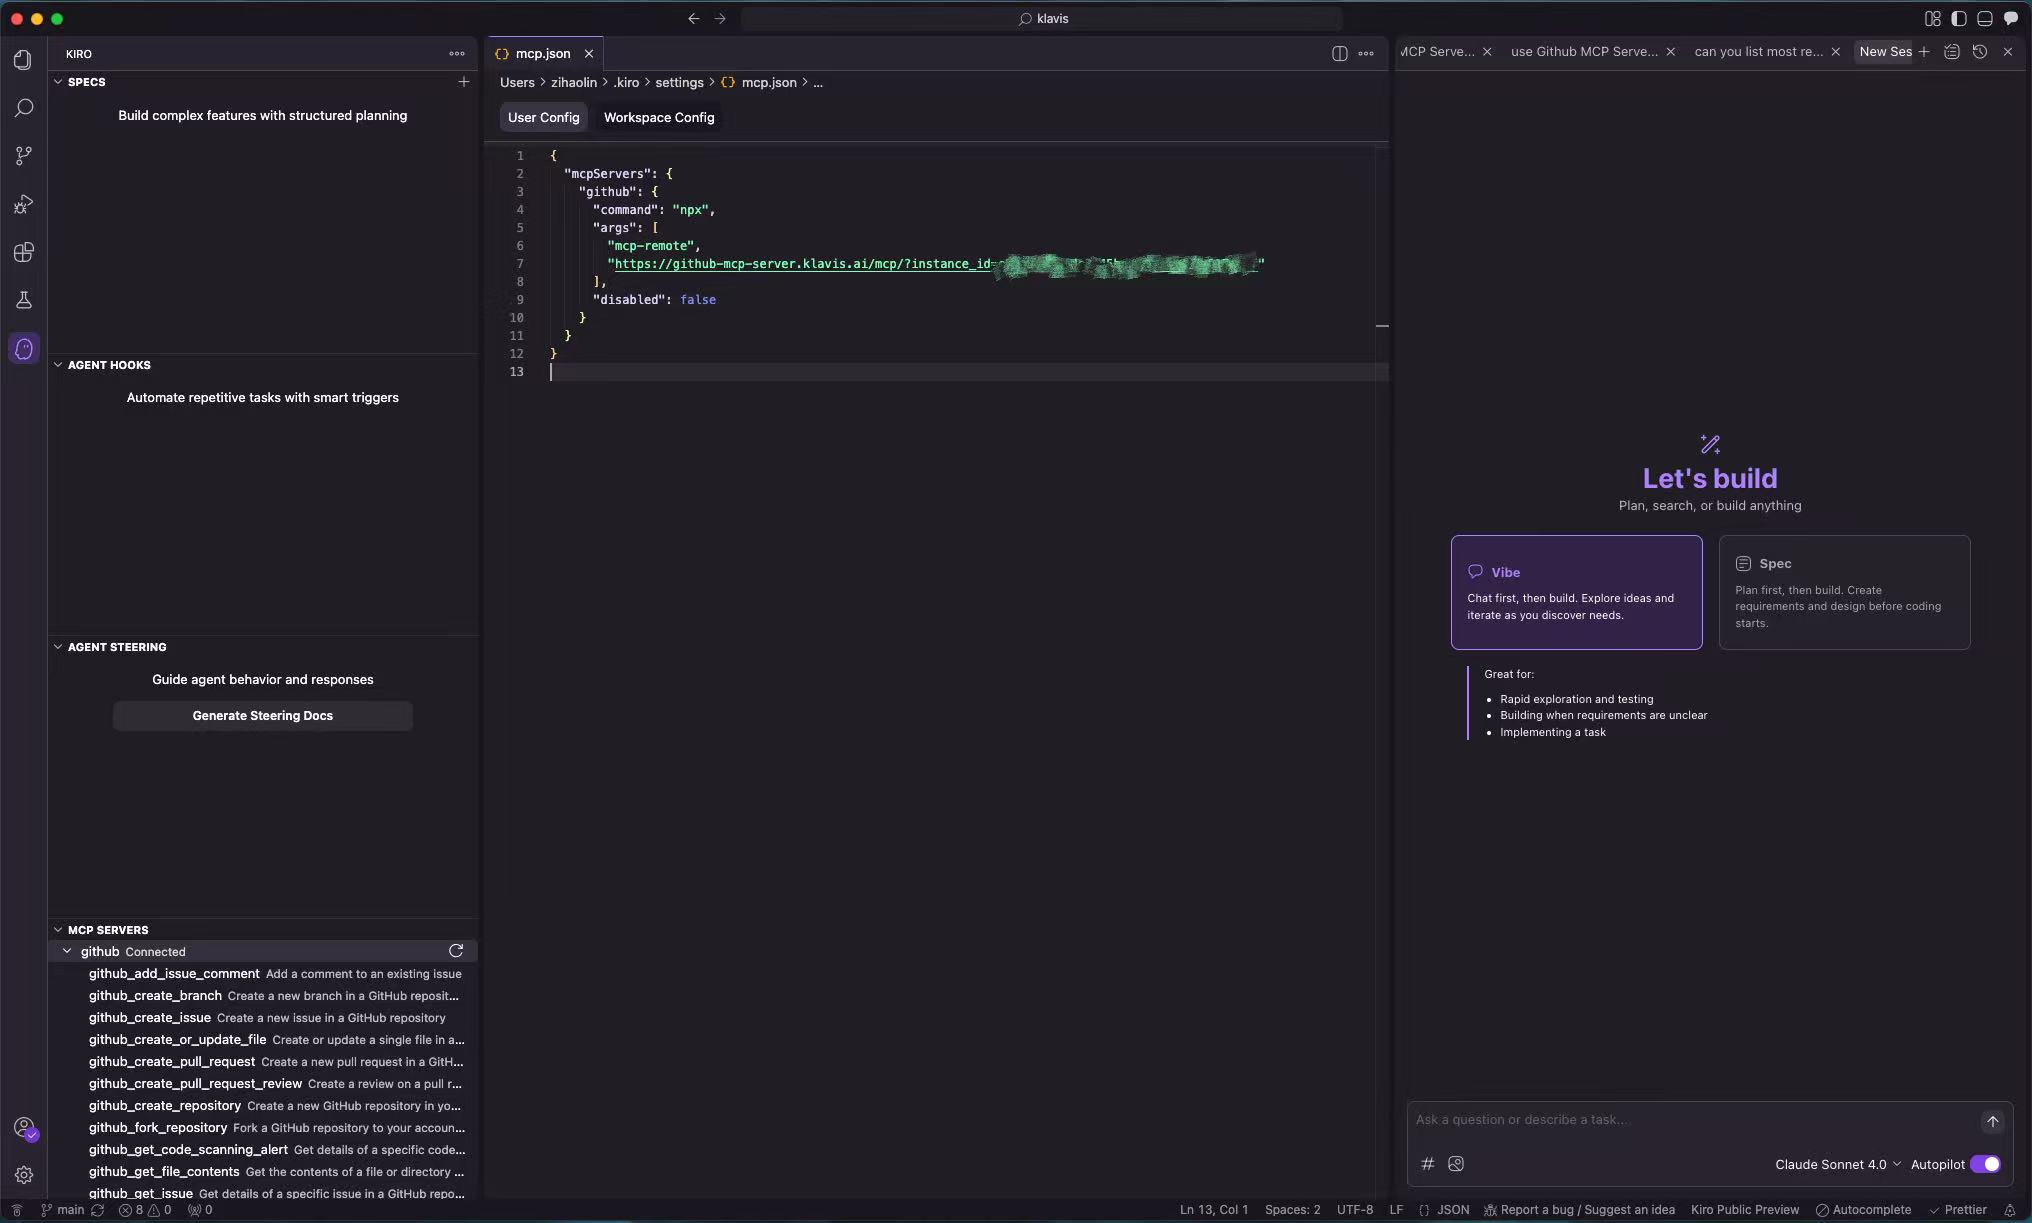 klavis
KIRO
SPECS
Build complex features with structured planning
AGENT HOOKS
Automate repetitive tasks with smart triggers
AGENT STEERING
Guide agent behavior and responses
Generate Steering Docs
MCP SERVERS
github Connected
github_add_issue_comment Add a comment to an existing issue
github_create_branch Create a new branch in a GitHub reposit...
github_create_issue Create a new issue in a GitHub repository
github_create_or_update_file Create or update a single file in a...
github_create_pull_request Create a new pull request in a GitH...
github_create_pull_request_review Create a review on a pull r...
github_create_repository Create a new GitHub repository in yo...
github_fork_repository Fork a GitHub repository to your accoun...
github_get_code_scanning_alert Get details of a specific code...
github_get_file_contents Get the contents of a file or directory ...
github_get_issue Get details of a specific issue in a GitHub repo...
{} mcp.json
Users > zihaolin > .kiro > settings > {} mcp.json > ...
User Config Workspace Config
1 {
2 "mcpServers": {
3 "github": {
4 "command": "npx",
5 "args": [
6 "mcp-remote",
7 "https://github-mcp-server.klavis.ai/mcp/?instance_id=
8 ],
9 "disabled": false
10 }
11 }
12 }
13
MCP Serve... use Github MCP Serve... can you list most re... New Ses
Let's build
Plan, search, or build anything
Vibe
Chat first, then build. Explore ideas and
iterate as you discover needs.
Spec
Plan first, then build. Create
requirements and design before coding
starts.
Great for:
• Rapid exploration and testing
• Building when requirements are unclear
• Implementing a task
Ask a question or describe a task...
# Claude Sonnet 4.0 Autopilot
main 8 0 0 Ln 13, Col 1 Spaces: 2 UTF-8 LF {} JSON Report a bug / Suggest an idea Kiro Public Preview Autocomplete Prettier